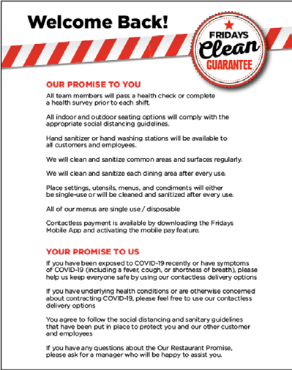 Welcome Back!
FRIDAYS
Clean
GUARANTEE
OUR PROMISE TO YOU
All team members will pass a health check or complete
a health survey prior to each shift.
All indoor and outdoor seating options will comply with the
appropriate social distancing guidelines.
Hand sanitizer or hand washing stations will be available to
all customers and employees.
We will clean and sanitize common areas and surfaces regularly.
We will clean and sanitize each dining area after every use.
Place settings, utensils, menus, and condiments will either
be single-use or will be cleaned and sanitized after every use.
All of our menus are single use / disposable
Contactless payment is available by downloading the Fridays
Mobile App and activating the mobile pay feature.
YOUR PROMISE TO US
If you have been exposed to COVID-19 recently or have symptoms
of COVID-19 (including a fever, cough, or shortness of breath), please
help us keep everyone safe by using our contactless delivery options
If you have underlying health conditions or are otherwise concerned
about contracting COVID-19, please feel free to use our contactless
delivery options
You agree to follow the social distancing and sanitary guidelines
that have been put in place to protect you and our other customer
and employees
If you have any questions about the Our Restaurant Promise,
please ask for a manager who will be happy to assist you.